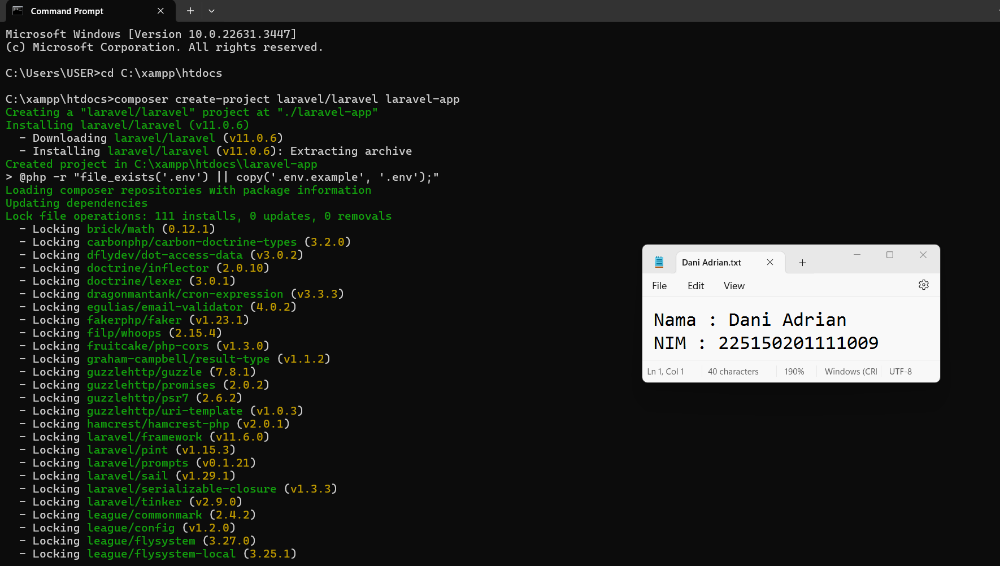 Command Prompt
Microsoft Windows [Version 10.0.22631.3447]
(c) Microsoft Corporation. All rights reserved.
C:\Users\USER>cd C:\xampp\htdocs
C:\xampp\htdocs>composer create-project laravel/laravel laravel-app
Creating a "laravel/laravel" project at "./laravel-app"
Installing laravel/laravel (v11.0.6)
- Downloading laravel/laravel (v11.0.6)
- Installing laravel/laravel (v11.0.6): Extracting archive
Created project in C:\xampp\htdocs\laravel-app
> @php -r "file_exists('.env') || copy('.env.example', '.env');"
Loading composer repositories with package information
Updating dependencies
Lock file operations: 111 installs, 0 updates, 0 removals
- Locking brick/math (0.12.1)
- Locking carbonphp/carbon-doctrine-types (3.2.0)
- Locking dflydev/dot-access-data (v3.0.2)
- Locking doctrine/inflector (2.0.10)
- Locking doctrine/lexer (3.0.1)
- Locking dragonmantank/cron-expression (v3.3.3)
- Locking egulias/email-validator (4.0.2)
- Locking fakerphp/faker (v1.23.1)
- Locking filp/whoops (2.15.4)
- Locking fruitcake/php-cors (v1.3.0)
- Locking graham-campbell/result-type (v1.1.2)
- Locking guzzlehttp/guzzle (7.8.1)
- Locking guzzlehttp/promises (2.0.2)
- Locking guzzlehttp/psr7 (2.6.2)
- Locking guzzlehttp/uri-template (v1.0.3)
- Locking hamcrest/hamcrest-php (v2.0.1)
- Locking laravel/framework (v11.6.0)
- Locking laravel/pint (v1.15.3)
- Locking laravel/prompts (v0.1.21)
- Locking laravel/sail (v1.29.1)
- Locking laravel/serializable-closure (v1.3.3)
- Locking laravel/tinker (v2.9.0)
- Locking league/commonmark (2.4.2)
- Locking league/config (v1.2.0)
- Locking league/flysystem (3.27.0)
- Locking league/flysystem-local (3.25.1)
Dani Adrian.txt
File Edit View
Nama : Dani Adrian
NIM : 225150201111009
Ln 1, Col 1 40 characters 190% Windows (CRI UTF-8